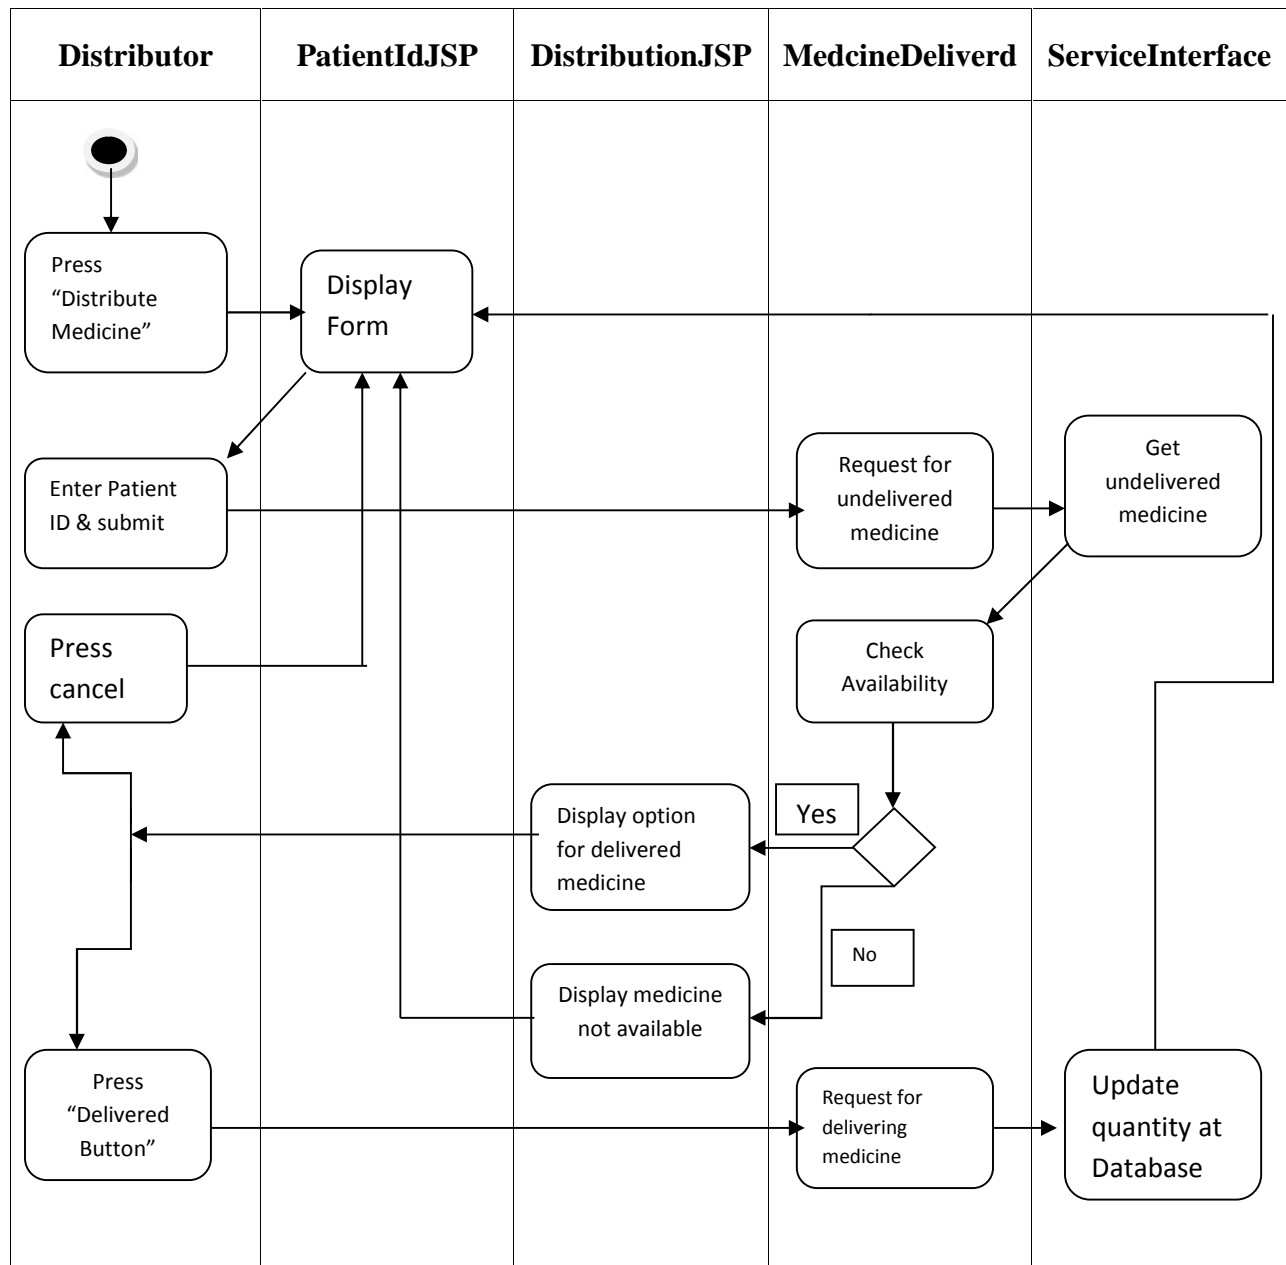 Distributor PatientIdJSP DistributionJSP MedcineDeliverd ServiceInterface
Press
“Distribute
Medicine”
Display
Form
Enter Patient
ID & submit
Request for
undelivered
medicine
Get
undelivered
medicine
Press
cancel
Check
Availability
Display option
for delivered
medicine
Yes
No
Display medicine
not available
Press
“Delivered
Button”
Request for
delivering
medicine
Update
quantity at
Database